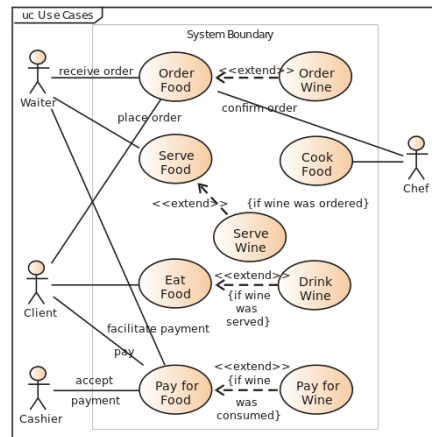 uc Use Cases
System Boundary
receive order
Order
Food
<<extend>>
Order
Wine
Waiter
place order
confirm order
Serve
Food
Cook
Food
Chef
<<extend>>
{if wine was ordered}
Serve
Wine
Client
Eat
Food
<<extend>>
{if wine
was
served}
Drink
Wine
facilitate payment
pay
Cashier
accept
payment
Pay for
Food
<<extend>>
{if wine
was
consumed}
Pay for
Wine